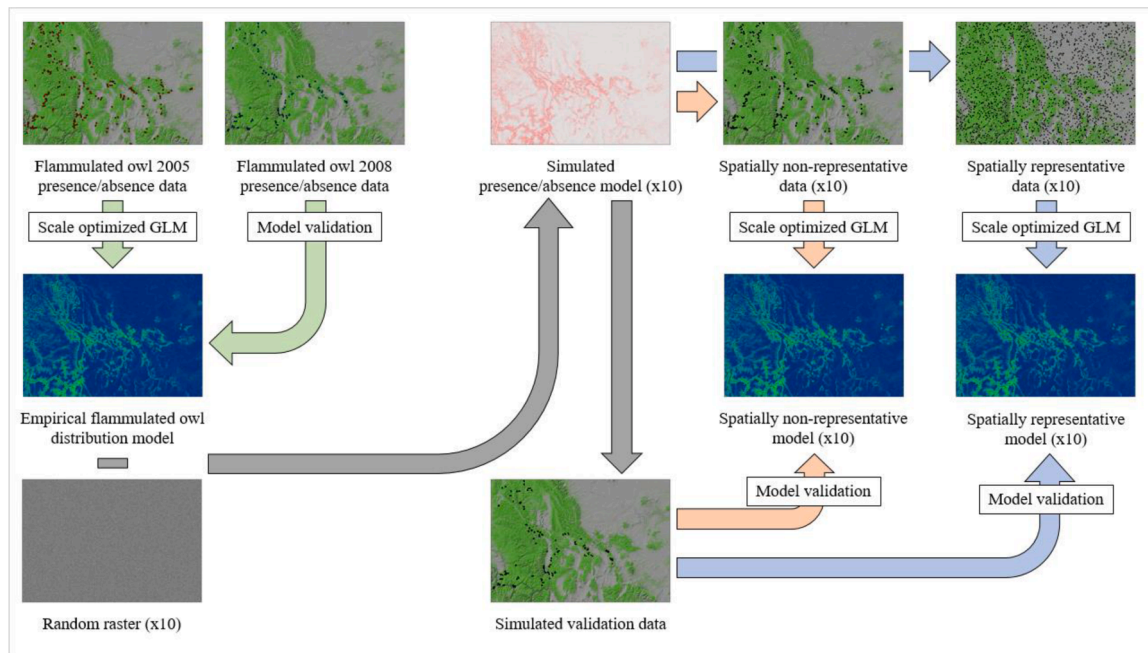 Flammulated owl 2005
presence/absence data
Flammulated owl 2008
presence/absence data
Simulated
presence/absence model (x10)
Spatially non-representative
data (x10)
Spatially representative
data (x10)
Scale optimized GLM
Model validation
Scale optimized GLM
Scale optimized GLM
Empirical flammulated owl
distribution model
Spatially non-representative
model (x10)
Spatially representative
model (x10)
Model validation
Model validation
Random raster (x10)
Simulated validation data